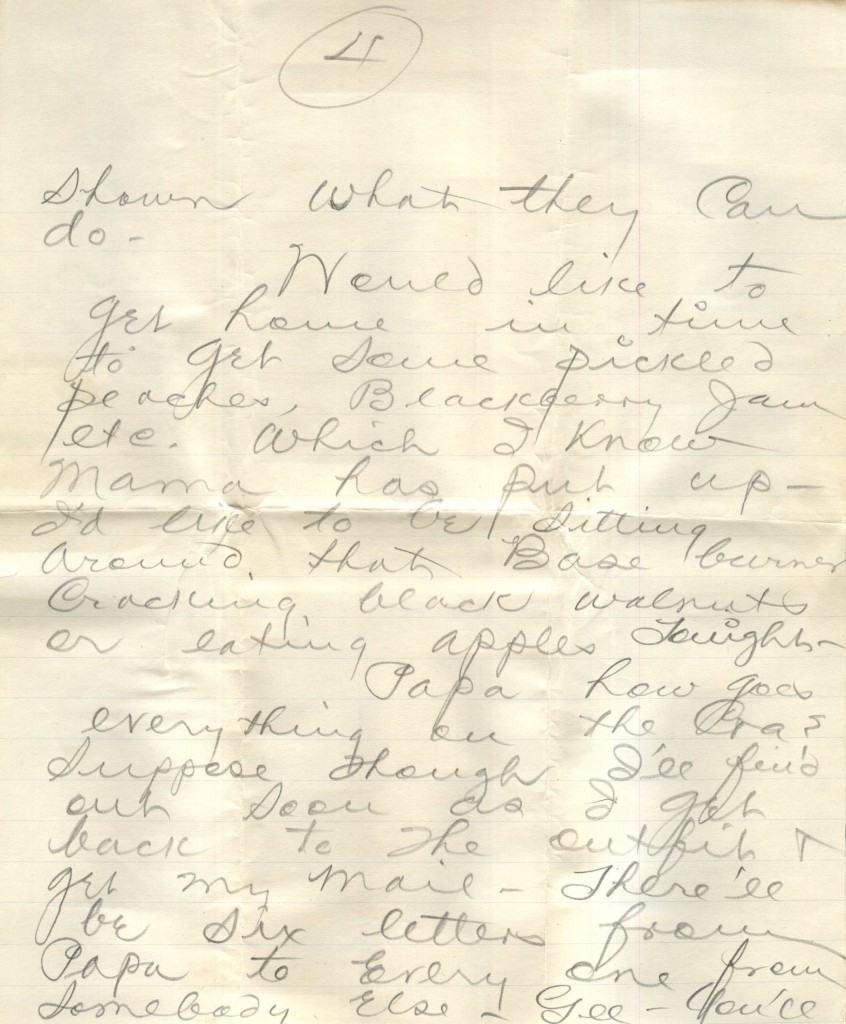 4
Shown what they Can
do -
Would like to
get home in time
to get some pickled
peaches, Blackberry Jam
etc. Which I Know
Mama has put up -
I'd like to be sitting
Around that Base burner
Cracking black walnuts
or eating apples Tonight -
Papa how goes
everything on the
Suppose though I'll find
out soon as I get
back to the outfit &
get my Mail - There'll
be six letters from
Papa to Every one from
Somebody Else - Gee - You've